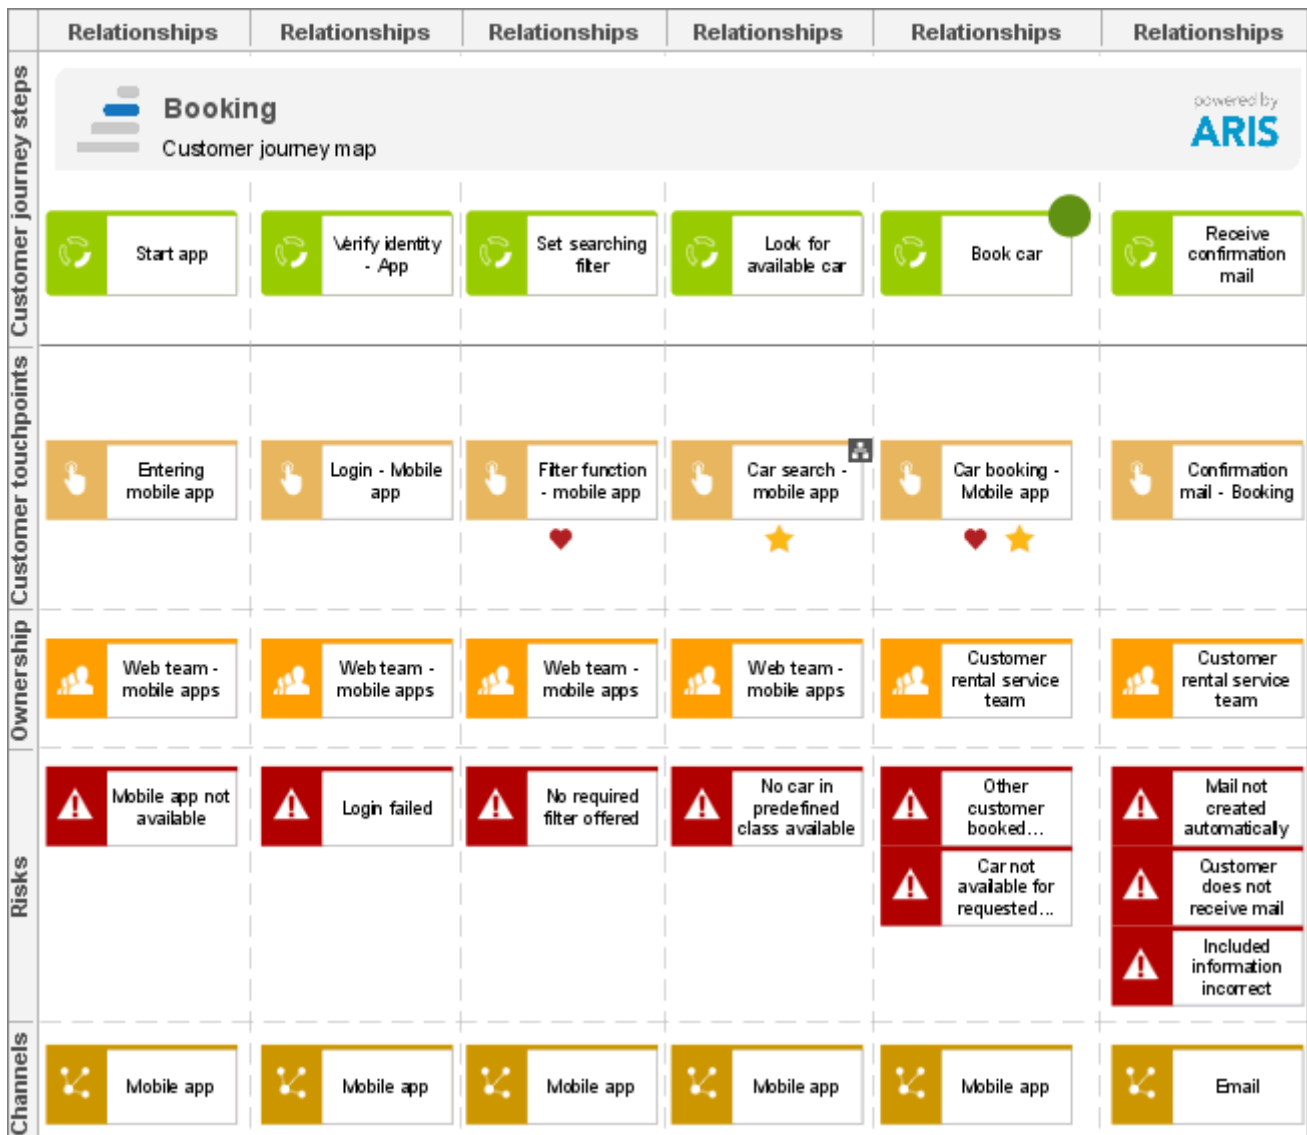 Relationships
Relationships
Relationships
Relationships
Relationships
Relationships
Customer journey steps
Booking
Customer journey map
powered by
ARIS
Start app
Verify identity
- App
Set searching
filter
Look for
available car
Book car
Receive
confirmation
mail
Customer touchpoints
Entering
mobile app
Login - Mobile
app
Filter function
- mobile app
Car search -
mobile app
Car booking -
Mobile app
Confirmation
mail - Booking
Ownership
Web team -
mobile apps
Web team -
mobile apps
Web team -
mobile apps
Web team -
mobile apps
Customer
rental service
team
Customer
rental service
team
Risks
Mobile app not
available
Login failed
No required
filter offered
No car in
predefined
class available
Other
customer
booked...
Car not
available for
requested...
Mail not
created
automatically
Customer
does not
receive mail
Included
information
incorrect
Channels
Mobile app
Mobile app
Mobile app
Mobile app
Mobile app
Email